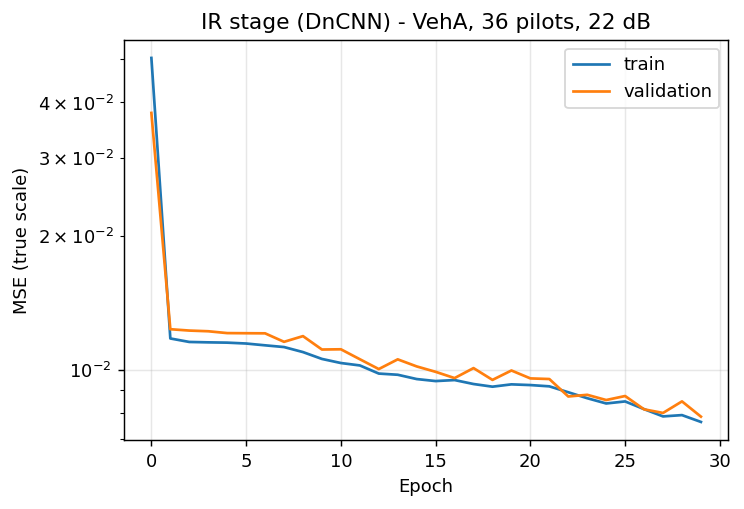 IR stage (DnCNN) - VehA, 36 pilots, 22 dB
train
validation
MSE (true scale)
4 × 10⁻²
3 × 10⁻²
2 × 10⁻²
10⁻²
0 5 10 15 20 25 30
Epoch